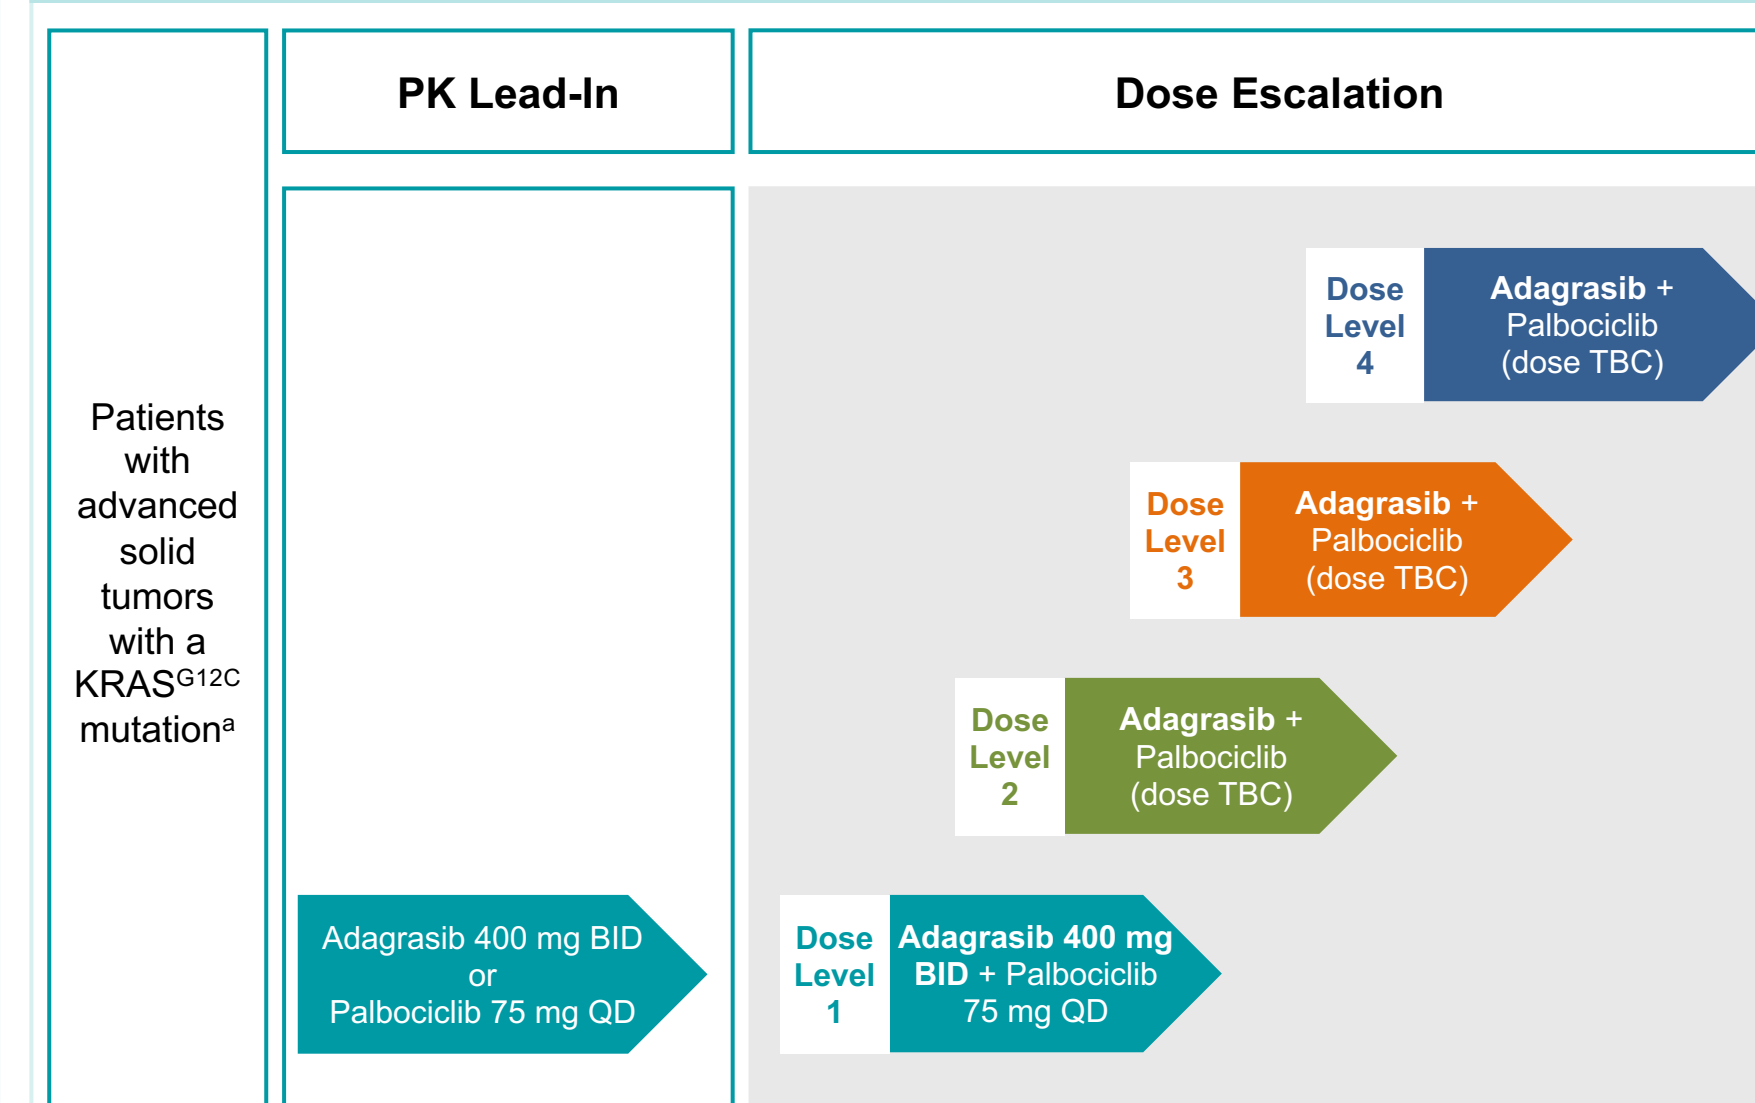 PK Lead-In
Dose Escalation
Patients
with
advanced
solid
tumors
with a
KRASG12C
mutationa
Dose
Level
4
Adagrasib +
Palbociclib
(dose TBC)
Dose
Level
3
Adagrasib +
Palbociclib
(dose TBC)
Dose
Level
2
Adagrasib +
Palbociclib
(dose TBC)
Adagrasib 400 mg BID
or
Palbociclib 75 mg QD
Dose
Level
1
Adagrasib 400 mg
BID + Palbociclib
75 mg QD